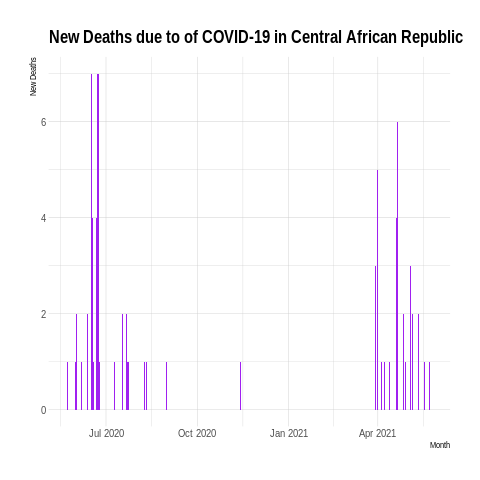 New Deaths due to of COVID-19 in Central African Republic
New Deaths
6
4
2
0
Jul 2020 Oct 2020 Jan 2021 Apr 2021
Month